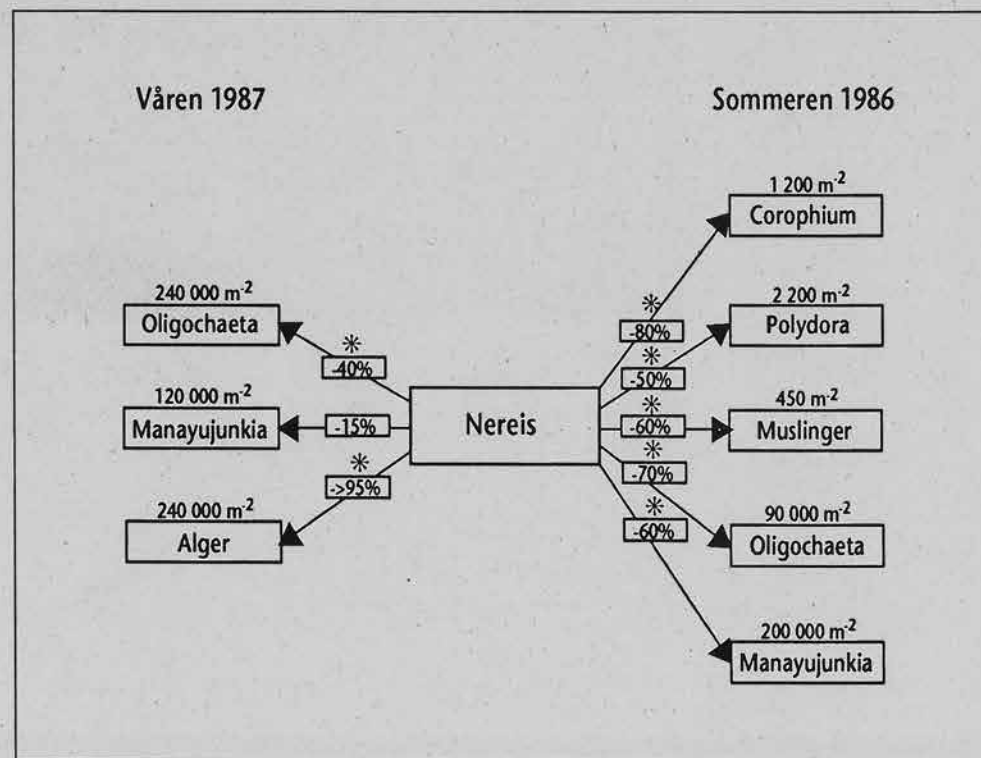 Våren 1987
Sommeren 1986
240 000 m-2
Oligochaeta
120 000 m-2
Manayujunkia
240 000 m-2
Alger
✳
-40%
-15%
✳
->95%
Nereis
✳
-80%
✳
-50%
✳
-60%
✳
-70%
✳
-60%
1 200 m-2
Corophium
2 200 m-2
Polydora
450 m-2
Muslinger
90 000 m-2
Oligochaeta
200 000 m-2
Manayujunkia